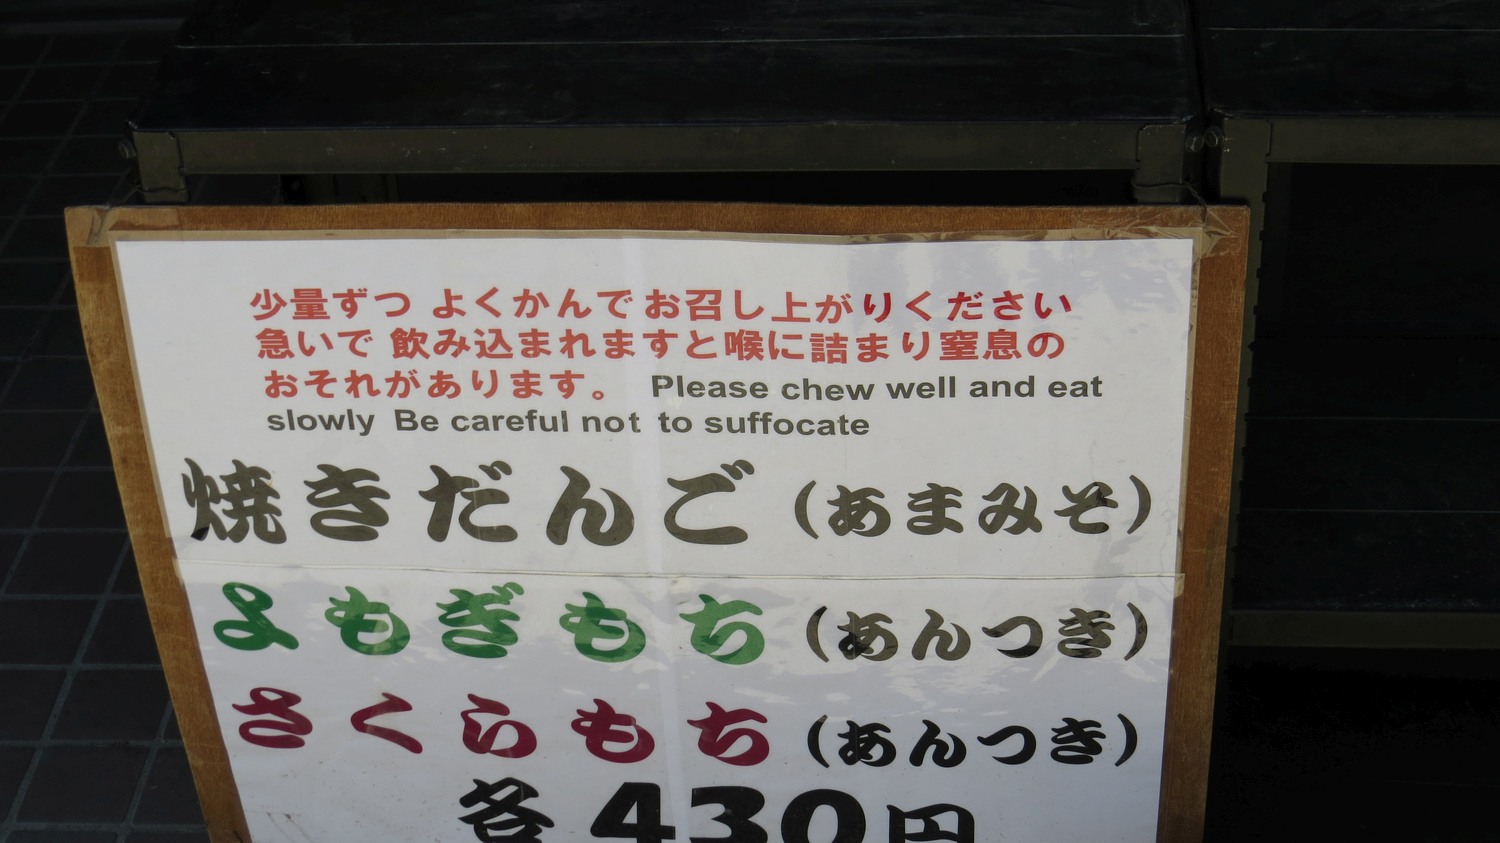 少量ずつ よくかんでお召し上がりください
急いで 飲み込まれますと喉に詰まり窒息の
おそれがあります。 Please chew well and eat
slowly Be careful not to suffocate
焼きだんご（あまみそ）
よもぎもち（あんつき）
さくらもち（あんつき）
各430円